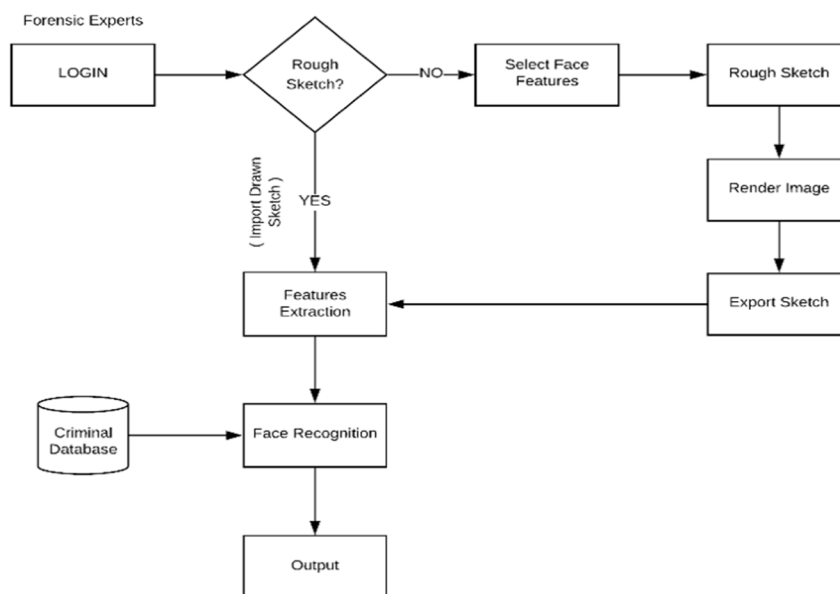 Forensic Experts
LOGIN
Rough
Sketch?
NO
Select Face
Features
Rough Sketch
Render Image
( Import Drawn
Sketch )
YES
Features
Extraction
Export Sketch
Criminal
Database
Face Recognition
Output